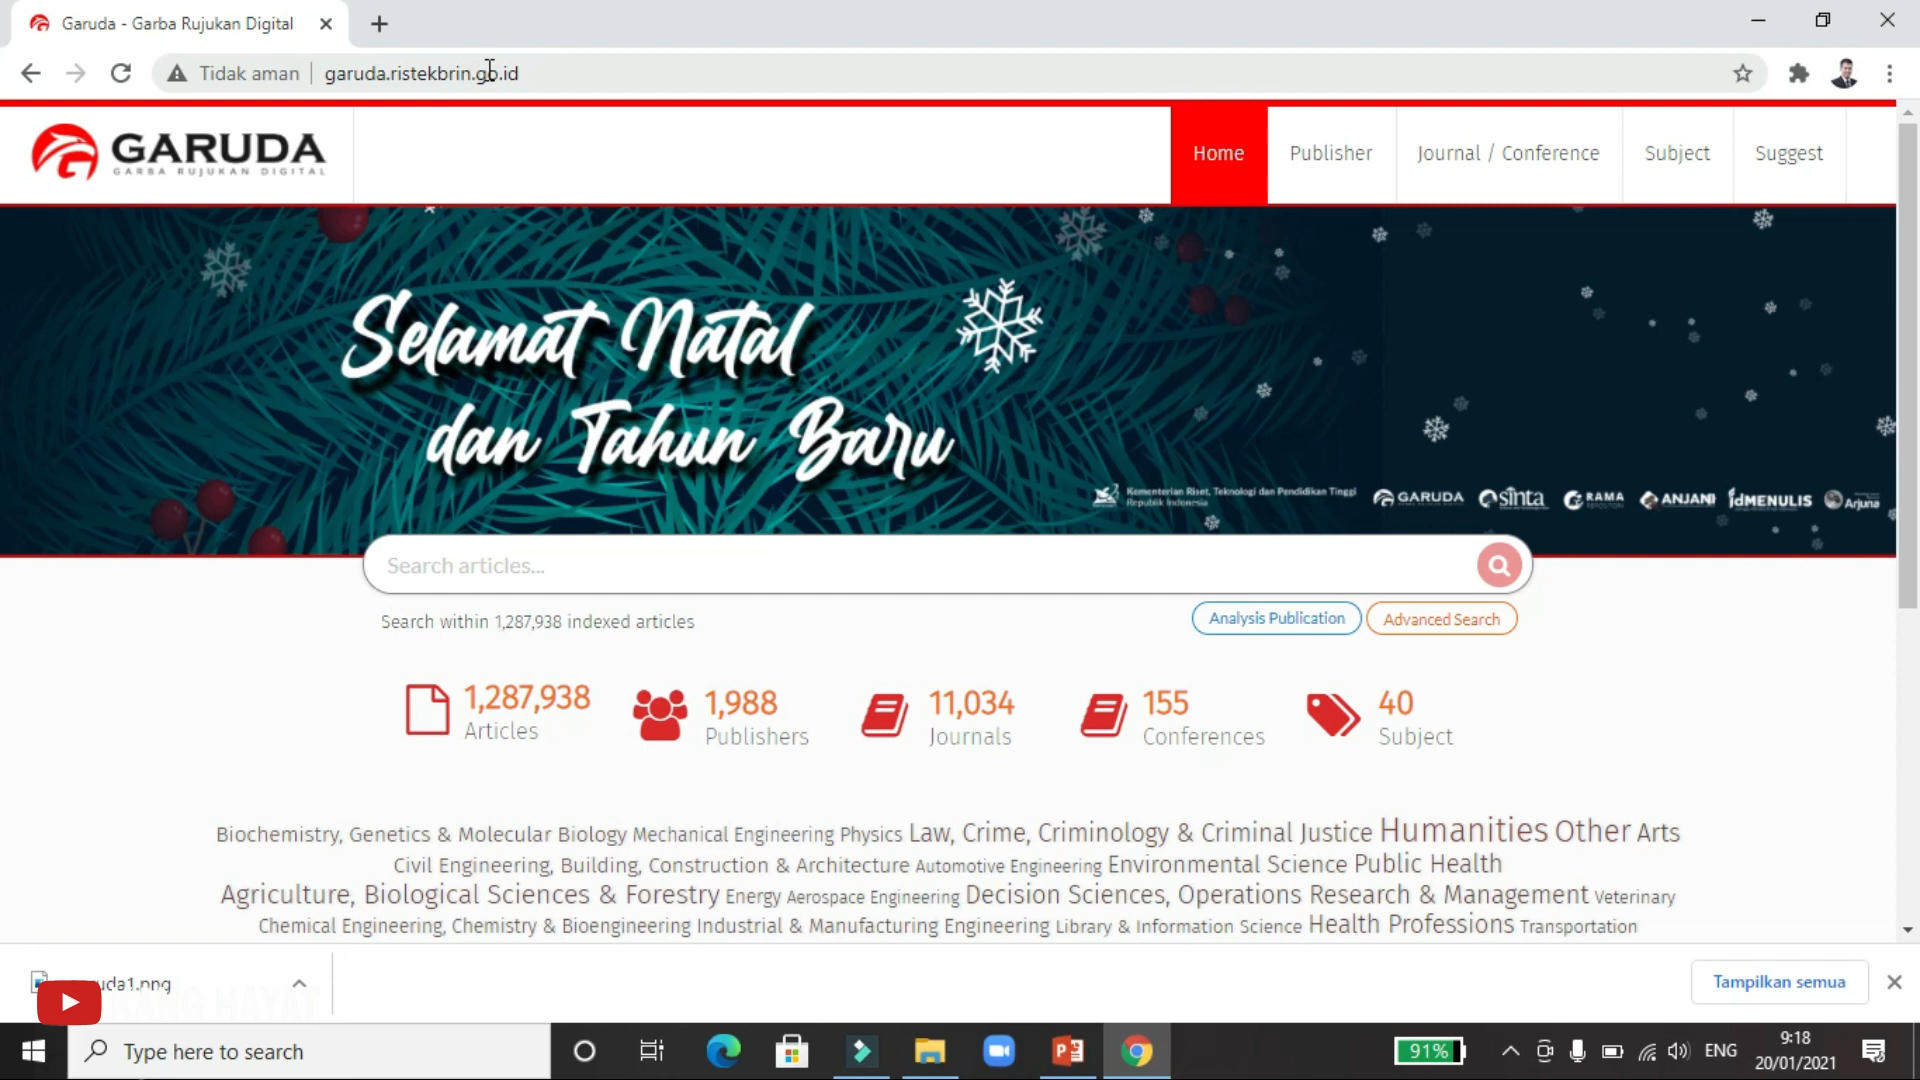 Garuda - Garba Rujukan Digital
Tidak aman
garuda.ristekbrin.go.id
GARUDA
GARBA RUJUKAN DIGITAL
Home
Publisher
Journal / Conference
Subject
Suggest
Selamat Natal
dan Tahun Baru
Kementerian Riset, Teknologi dan Pendidikan Tinggi
Republik Indonesia
GARUDA
sinta
RAMA
ANJANI
idMENULIS
Arjuna
Search articles...
Search within 1,287,938 indexed articles
Analysis Publication
Advanced Search
1,287,938
Articles
1,988
Publishers
11,034
Journals
155
Conferences
40
Subject
Biochemistry, Genetics & Molecular Biology Mechanical Engineering Physics Law, Crime, Criminology & Criminal Justice Humanities Other Arts
Civil Engineering, Building, Construction & Architecture Automotive Engineering Environmental Science Public Health
Agriculture, Biological Sciences & Forestry Energy Aerospace Engineering Decision Sciences, Operations Research & Management Veterinary
Chemical Engineering, Chemistry & Bioengineering Industrial & Manufacturing Engineering Library & Information Science Health Professions Transportation
uda1.png
KANG HAYAT
Tampilkan semua
Type here to search
91%
ENG
9:18
20/01/2021